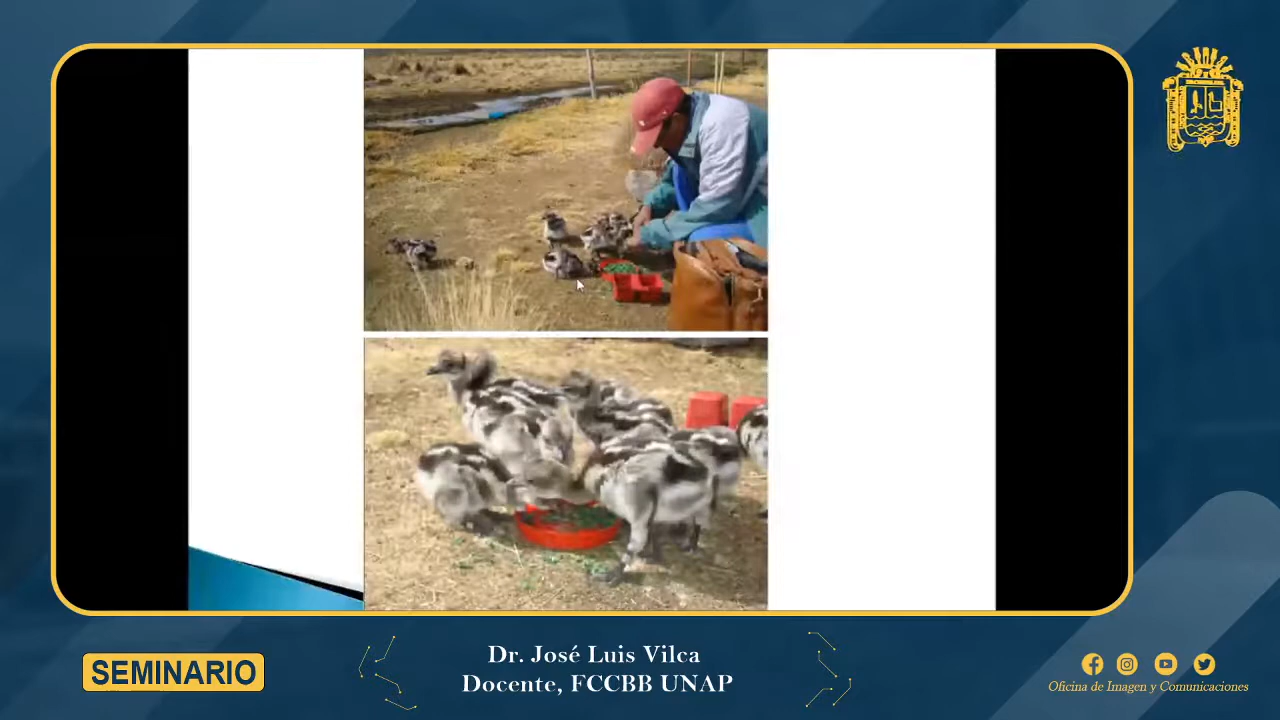 SEMINARIO
Dr. José Luis Vilca
Docente, FCCBB UNAP
Oficina de Imagen y Comunicaciones